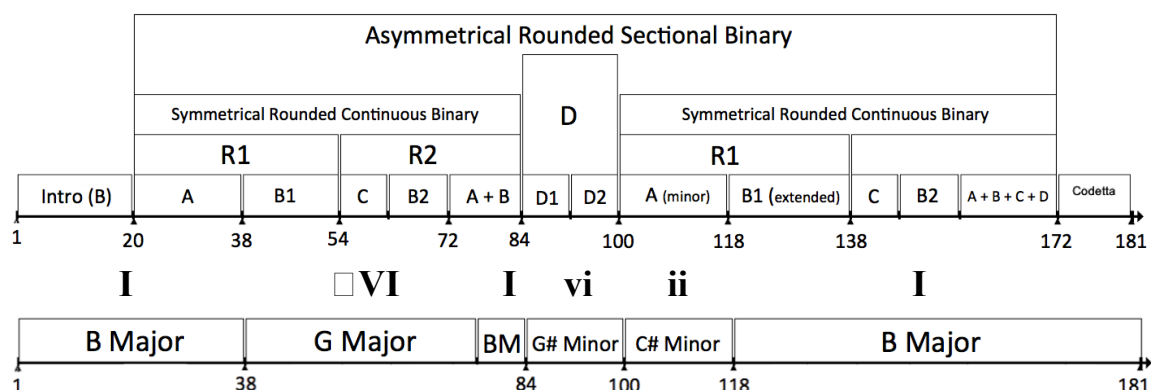 Asymmetrical Rounded Sectional Binary
Symmetrical Rounded Continuous Binary
D
Symmetrical Rounded Continuous Binary
R1 R2 R1
Intro (B) A B1 C B2 A + B D1 D2 A (minor) B1 (extended) C B2 A + B + C + D Codetta
1 20 38 54 72 84 100 118 138 172 181
I □VI I vi ii I
B Major G Major BM G# Minor C# Minor B Major
1 38 84 100 118 181